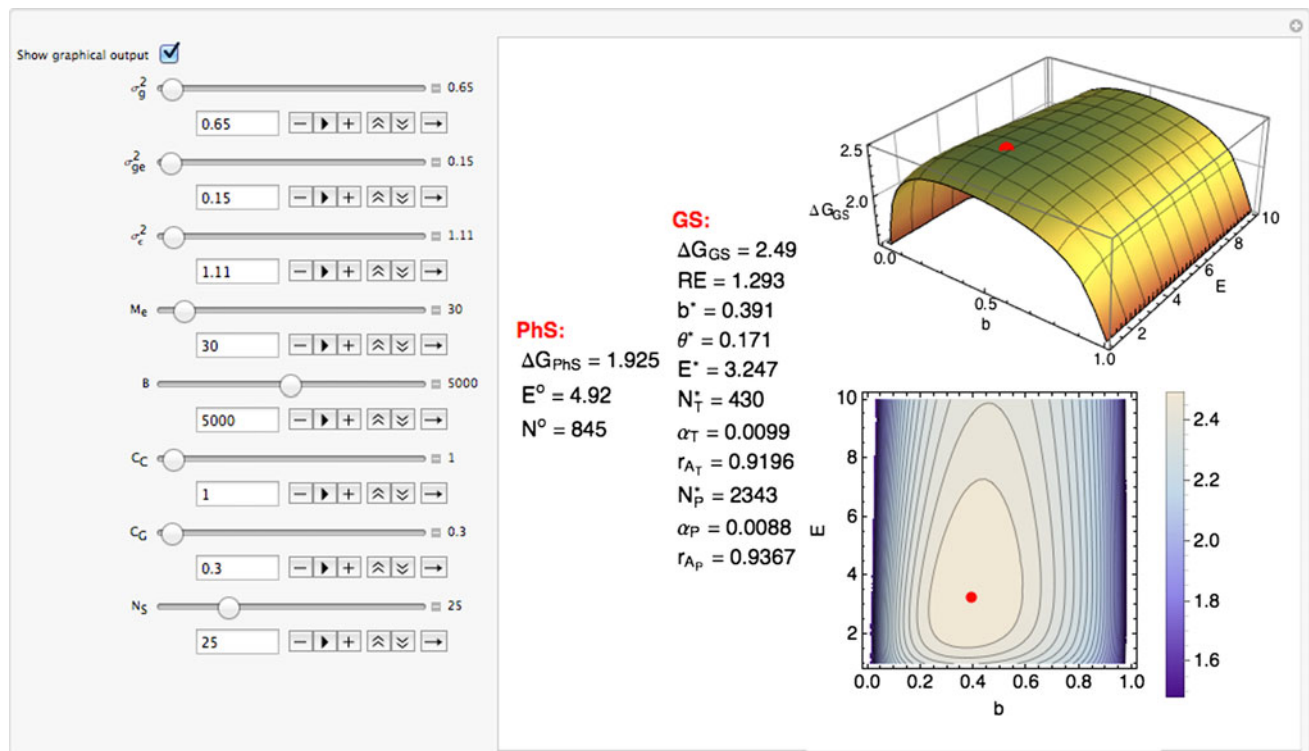 Show graphical output
σ²g 0.65
0.65
σ²ge 0.15
0.15
σ²ϵ 1.11
1.11
Me 30
30
B 5000
5000
CC 1
1
CG 0.3
0.3
NS 25
25
PhS:
ΔGPhS = 1.925
E° = 4.92
N° = 845
GS:
ΔGGS = 2.49
RE = 1.293
b* = 0.391
θ* = 0.171
E* = 3.247
N*T = 430
αT = 0.0099
rAT = 0.9196
N*P = 2343
αP = 0.0088
rAP = 0.9367
2.5
2.0
ΔGGS
0.0
0.5
b
1.0
2
4
6
8
10
E
10
8
6
4
2
E
0.0 0.2 0.4 0.6 0.8 1.0
b
2.4
2.2
2.0
1.8
1.6